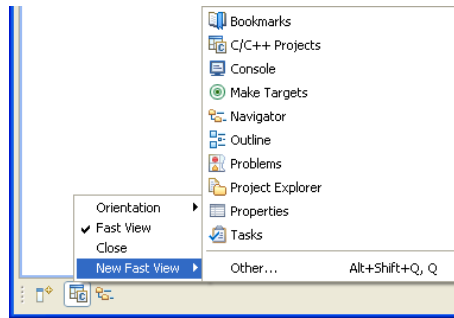 Bookmarks
C/C++ Projects
Console
Make Targets
Navigator
Outline
Problems
Project Explorer
Properties
Tasks
Other... Alt+Shift+Q, Q
Orientation
Fast View
Close
New Fast View